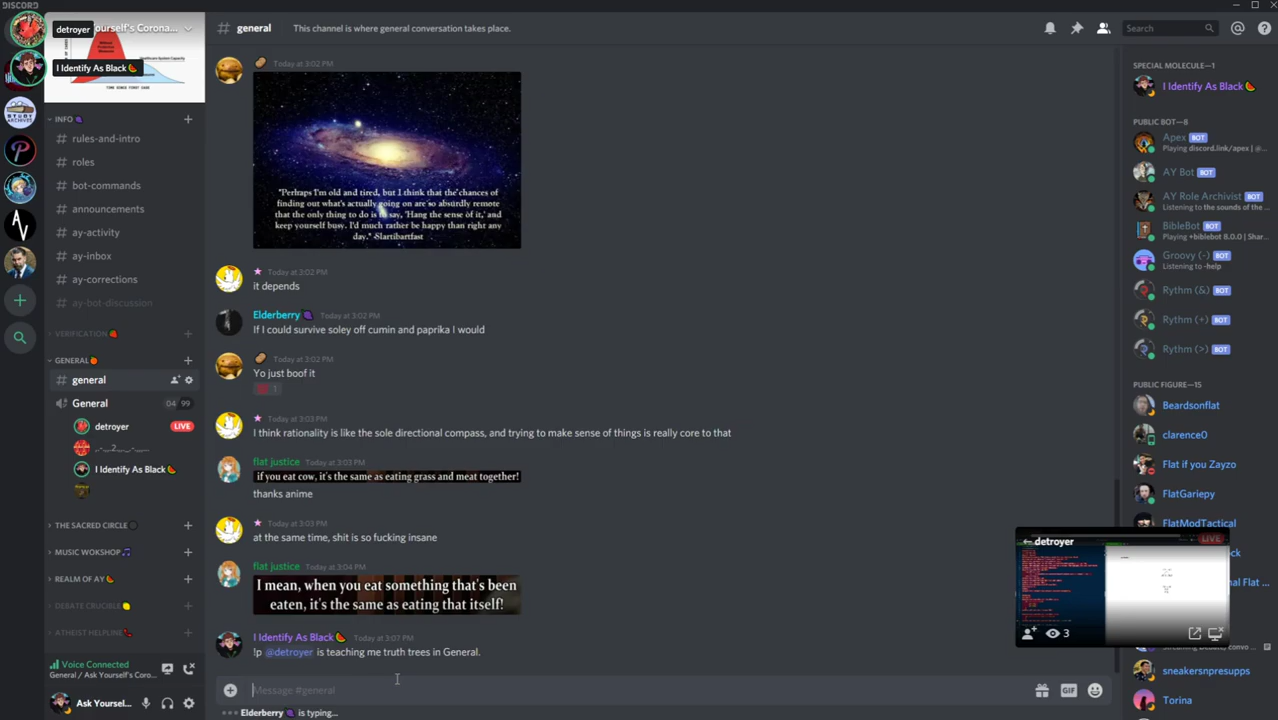 DISCORD
detroyer
ourself's Corona...
I Identify As Black
Healthcare System Capacity
TIME SINCE FIRST CASE
STUDY
ARCHIVES
INFO
rules-and-intro
roles
bot-commands
announcements
ay-activity
ay-inbox
ay-corrections
ay-bot-discussion
VERIFICATION
GENERAL
general
General
04 99
detroyer
LIVE
I Identify As Black
THE SACRED CIRCLE
MUSIC WOKSHOP
REALM OF AY
DEBATE CRUCIBLE
ATHEIST HELPLINE
Voice Connected
General / Ask Yourself's Coro...
Ask Yoursel...
# general
This channel is where general conversation takes place.
Search
Today at 3:02 PM
"Perhaps I'm old and tired, but I think that the chances of
finding out what's actually going on are so absurdly remote
that the only thing to do is to say, 'Hang the sense of it,' and
keep yourself busy. I'd much rather be happy than right any
day." -Slartibartfast
Today at 3:02 PM
it depends
Elderberry Today at 3:02 PM
If I could survive soley off cumin and paprika I would
Today at 3:02 PM
Yo just boof it
1
Today at 3:03 PM
I think rationality is like the sole directional compass, and trying to make sense of things is really core to that
flat justice Today at 3:03 PM
if you eat cow, it's the same as eating grass and meat together!
thanks anime
Today at 3:03 PM
at the same time, shit is so fucking insane
flat justice Today at 3:04 PM
I mean, when you eat something that's been
eaten, it's the same as eating that itself!
I Identify As Black Today at 3:07 PM
!p @detroyer is teaching me truth trees in General.
Message #general
GIF
Elderberry is typing...
SPECIAL MOLECULE—1
I Identify As Black
PUBLIC BOT—8
Apex BOT
Playing discord.link/apex | @...
AY Bot BOT
AY Role Archivist BOT
Listening to the sounds of the...
BibleBot BOT
Playing +biblebot 8.0.0 | Shar...
Groovy (-) BOT
Listening to -help
Rythm (&) BOT
Rythm (+) BOT
Rythm (>) BOT
PUBLIC FIGURE—15
Beardsonflat
clarence0
Flat if you Zayzo
FlatGariepy
FlatModTactical
detroyer
LIVE
3
sneakersnpresupps
Torina